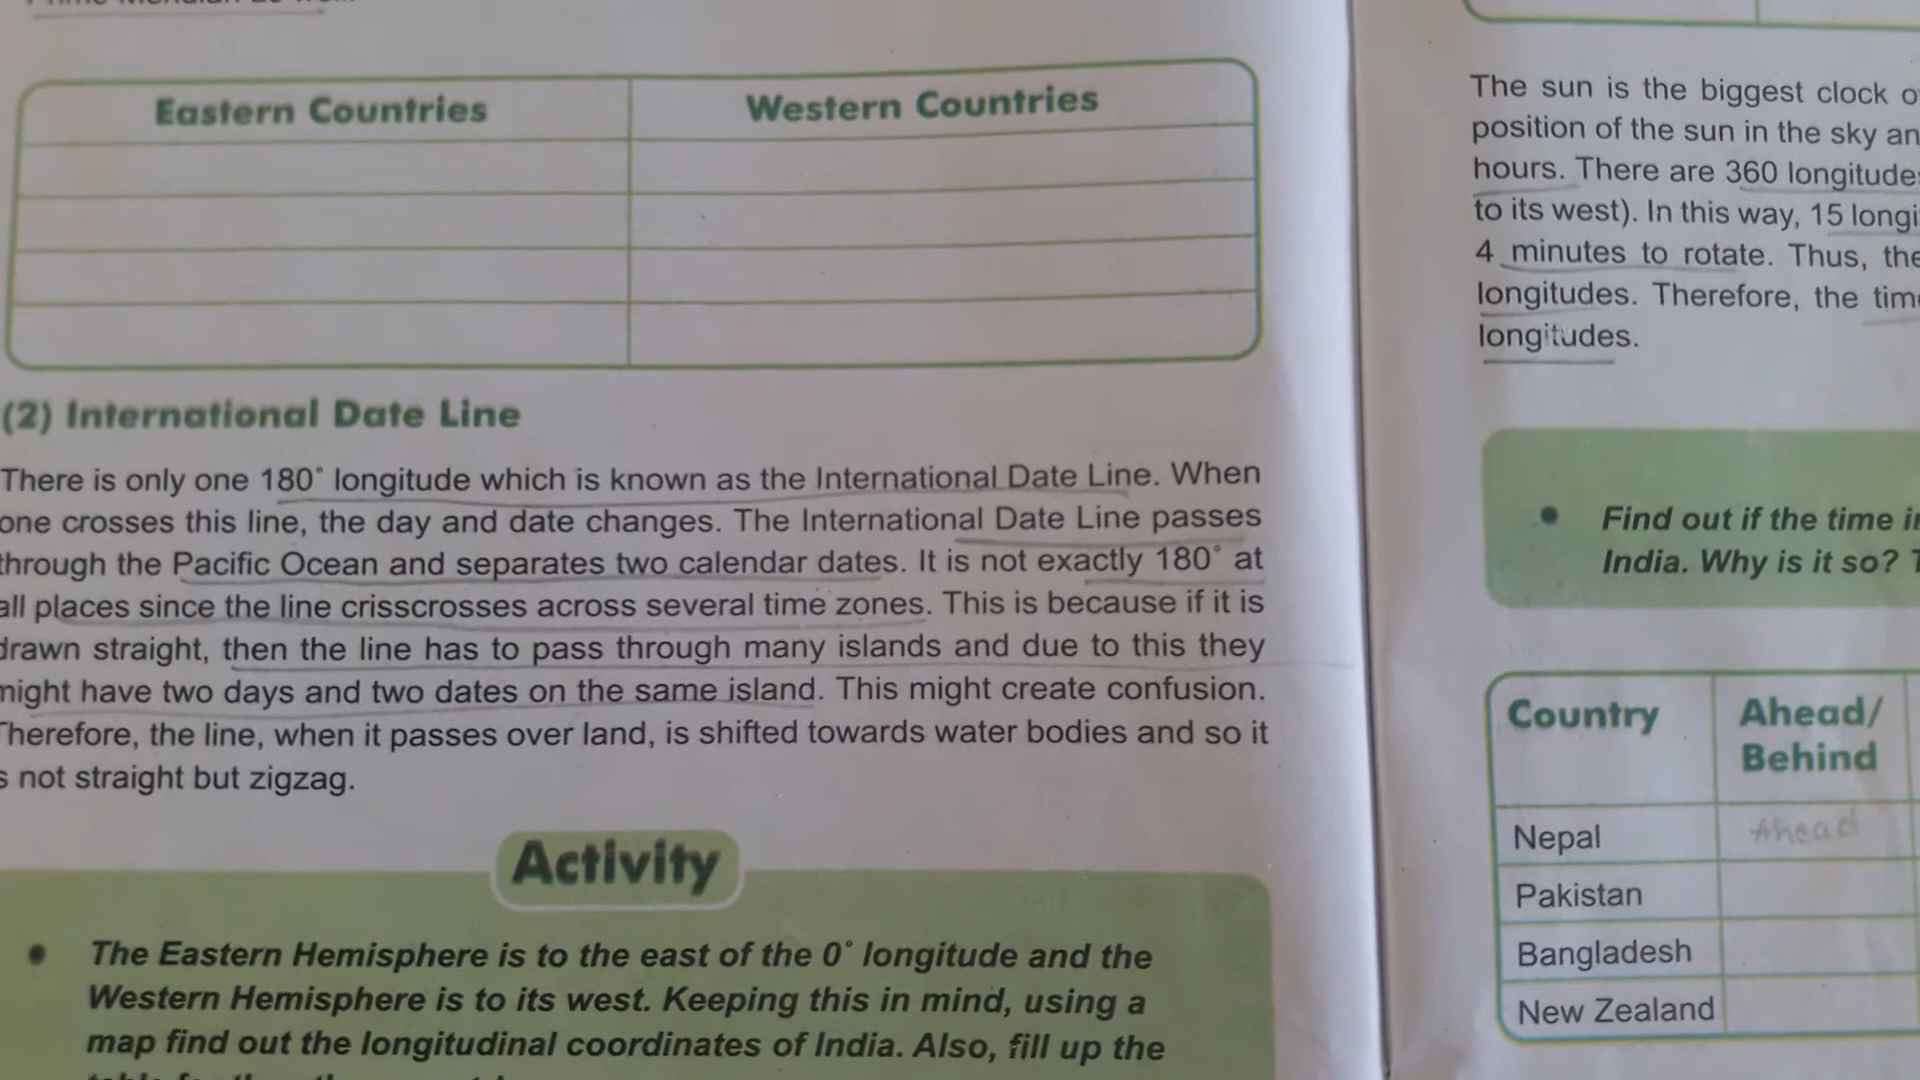 Eastern Countries
Western Countries
(2) International Date Line
There is only one 180° longitude which is known as the International Date Line. When
one crosses this line, the day and date changes. The International Date Line passes
through the Pacific Ocean and separates two calendar dates. It is not exactly 180° at
all places since the line crisscrosses across several time zones. This is because if it is
drawn straight, then the line has to pass through many islands and due to this they
might have two days and two dates on the same island. This might create confusion.
Therefore, the line, when it passes over land, is shifted towards water bodies and so it
s not straight but zigzag.
Activity
• The Eastern Hemisphere is to the east of the 0° longitude and the
Western Hemisphere is to its west. Keeping this in mind, using a
map find out the longitudinal coordinates of India. Also, fill up the
The sun is the biggest clock
position of the sun in the sky
hours. There are 360 longitude
to its west). In this way, 15
4 minutes to rotate. Thus,
longitudes. Therefore, the
longitudes.
• Find out if the time
India. Why is it so?
Country
Ahead/
Behind
Nepal
Ahead
Pakistan
Bangladesh
New Zealand